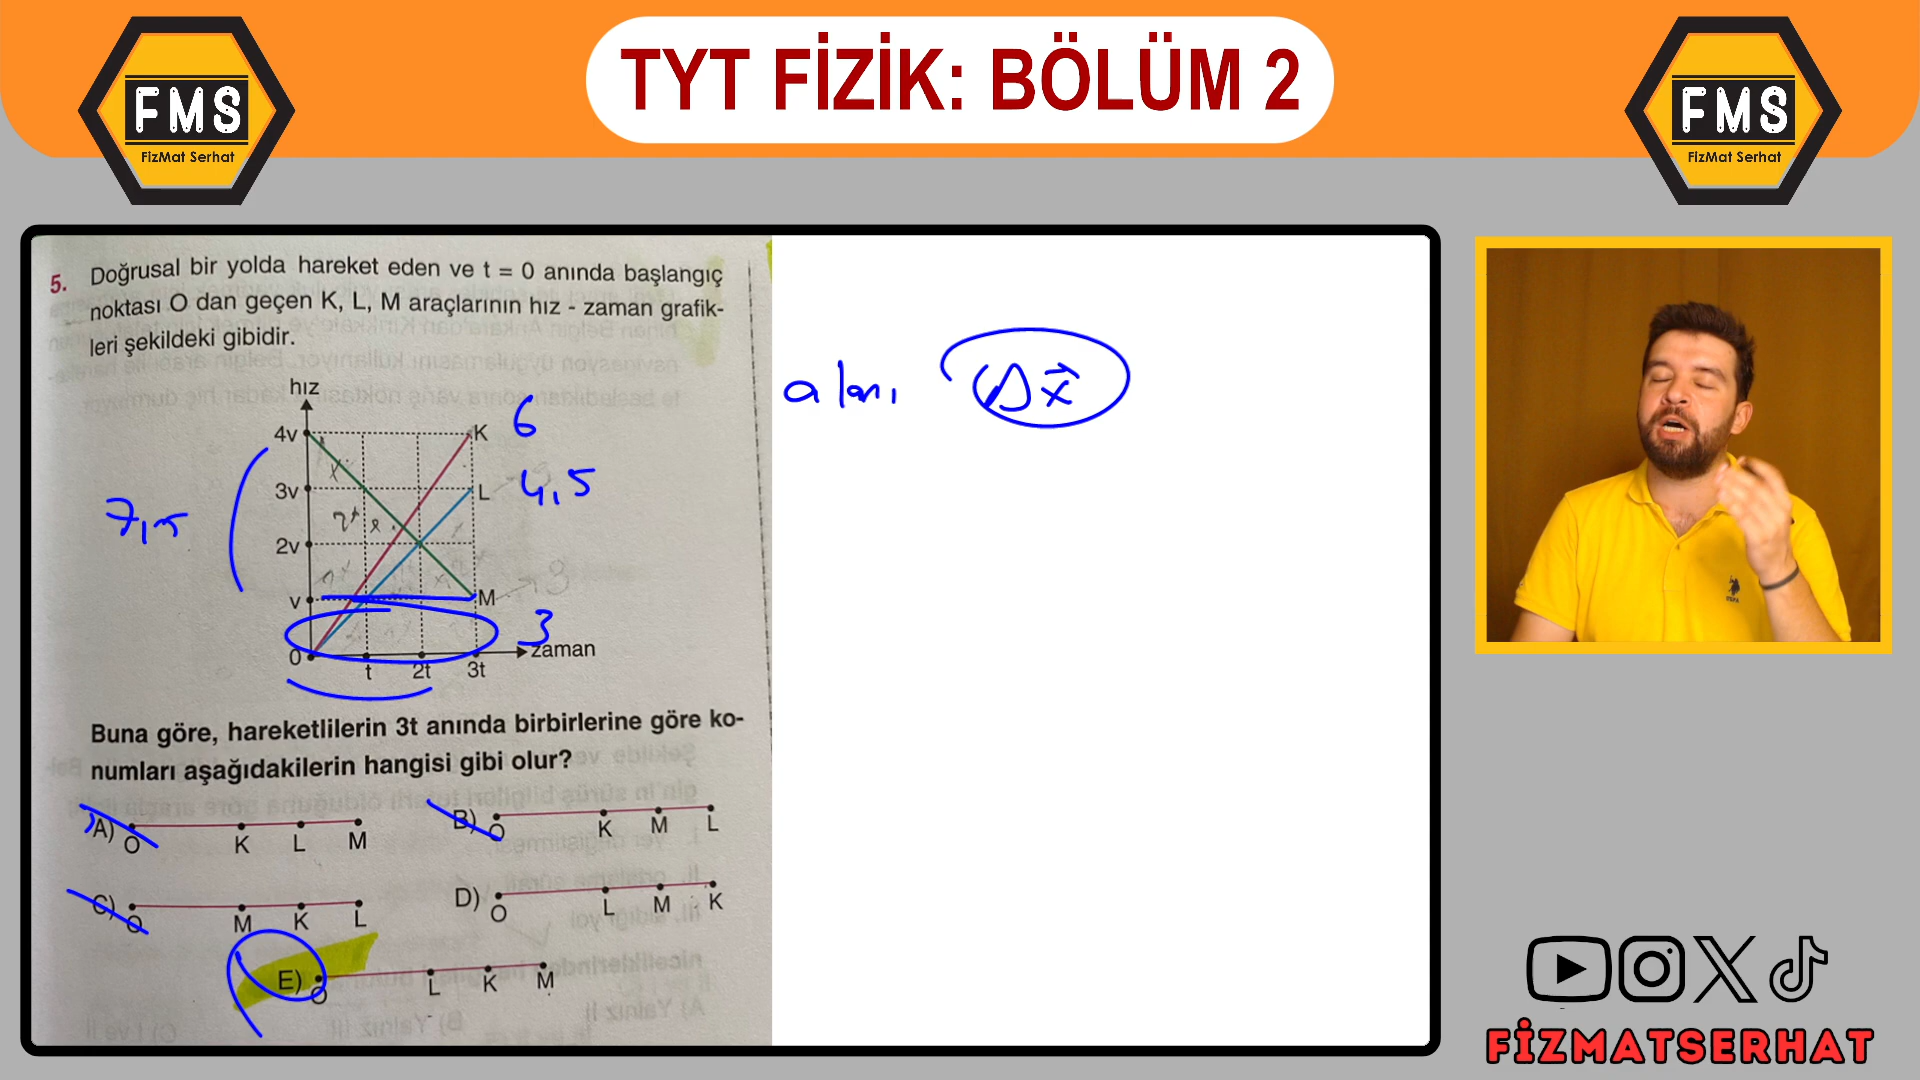 TYT FİZİK: BÖLÜM 2
FMS
FizMat Serhat
FMS
FizMat Serhat
5. Doğrusal bir yolda hareket eden ve t = 0 anında başlangıç
noktası O dan geçen K, L, M araçlarının hız - zaman grafik-
leri şekildeki gibidir.
hız
4v
3v
2v
v
0
t
2t
3t
zaman
K
L
M
6
4,5
3
7,5
alanı Δx
Buna göre, hareketlilerin 3t anında birbirlerine göre ko-
numları aşağıdakilerin hangisi gibi olur?
A) O K L M
B) O K M L
C) O M K L
D) O L M K
E) O L K M
FİZMATSERHAT